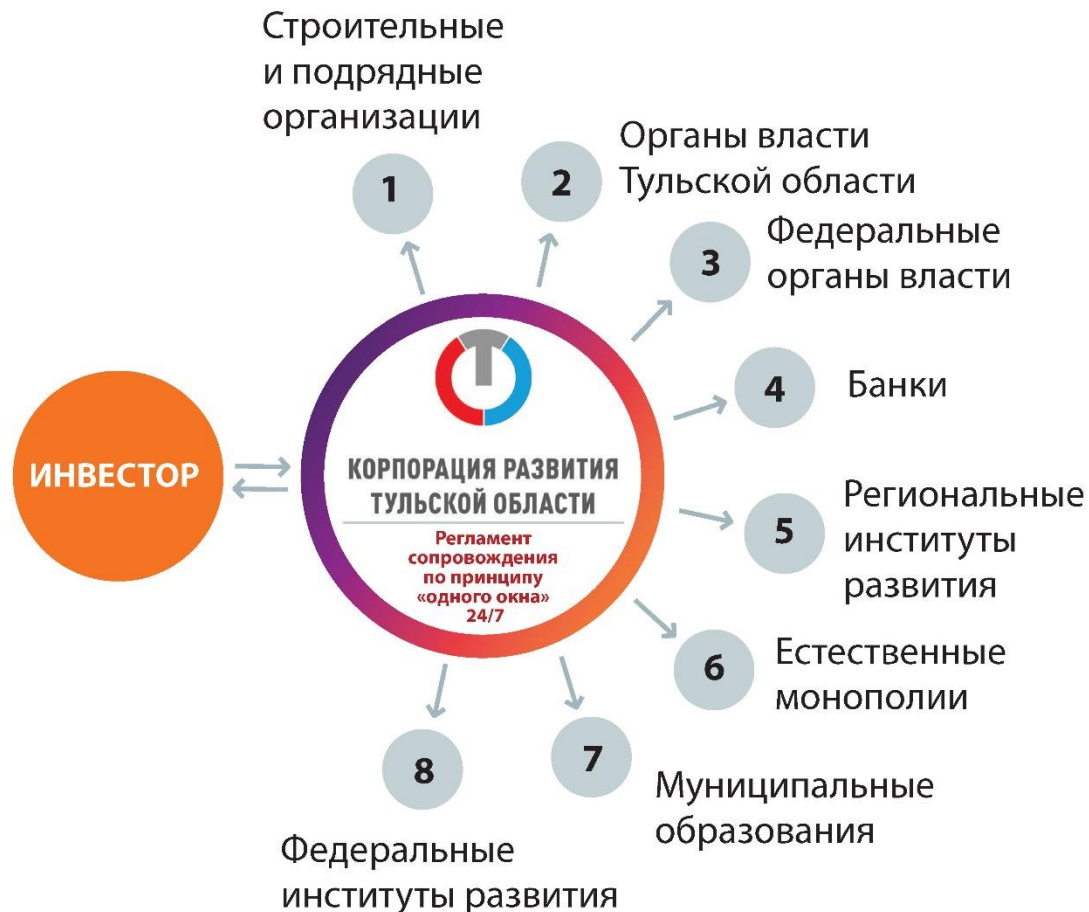 Строительные
и подрядные
организации
1
2
Органы власти
Тульской области
3
Федеральные
органы власти
4
Банки
ИНВЕСТОР
КОРПОРАЦИЯ РАЗВИТИЯ
ТУЛЬСКОЙ ОБЛАСТИ
Регламент
сопровождения
по принципу
«одного окна»
24/7
5
Региональные
институты
развития
6
Естественные
монополии
7
Муниципальные
образования
8
Федеральные
институты развития